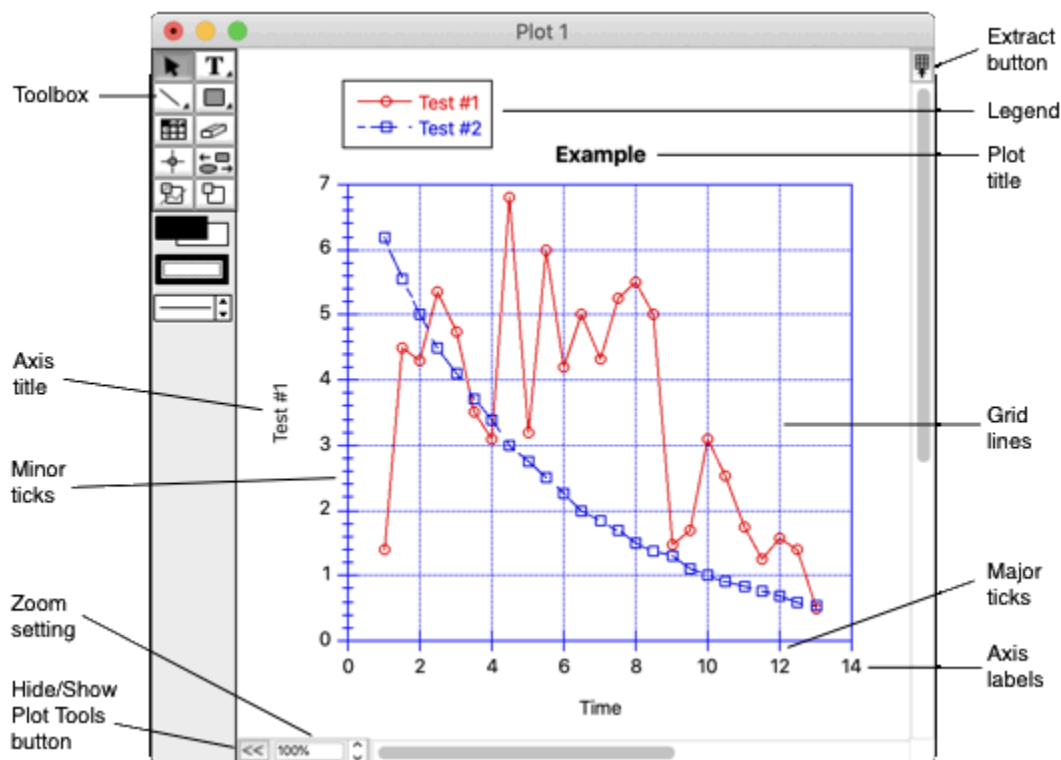 Plot 1
Extract
button
T
Toolbox
Test #1
Test #2
Legend
Example
Plot
title
7
6
5
4
3
2
1
0
Axis
title
Test #1
Grid
lines
Minor
ticks
Major
ticks
Zoom
setting
0 2 4 6 8 10 12 14
Axis
labels
Time
Hide/Show
Plot Tools
button
<< 100%